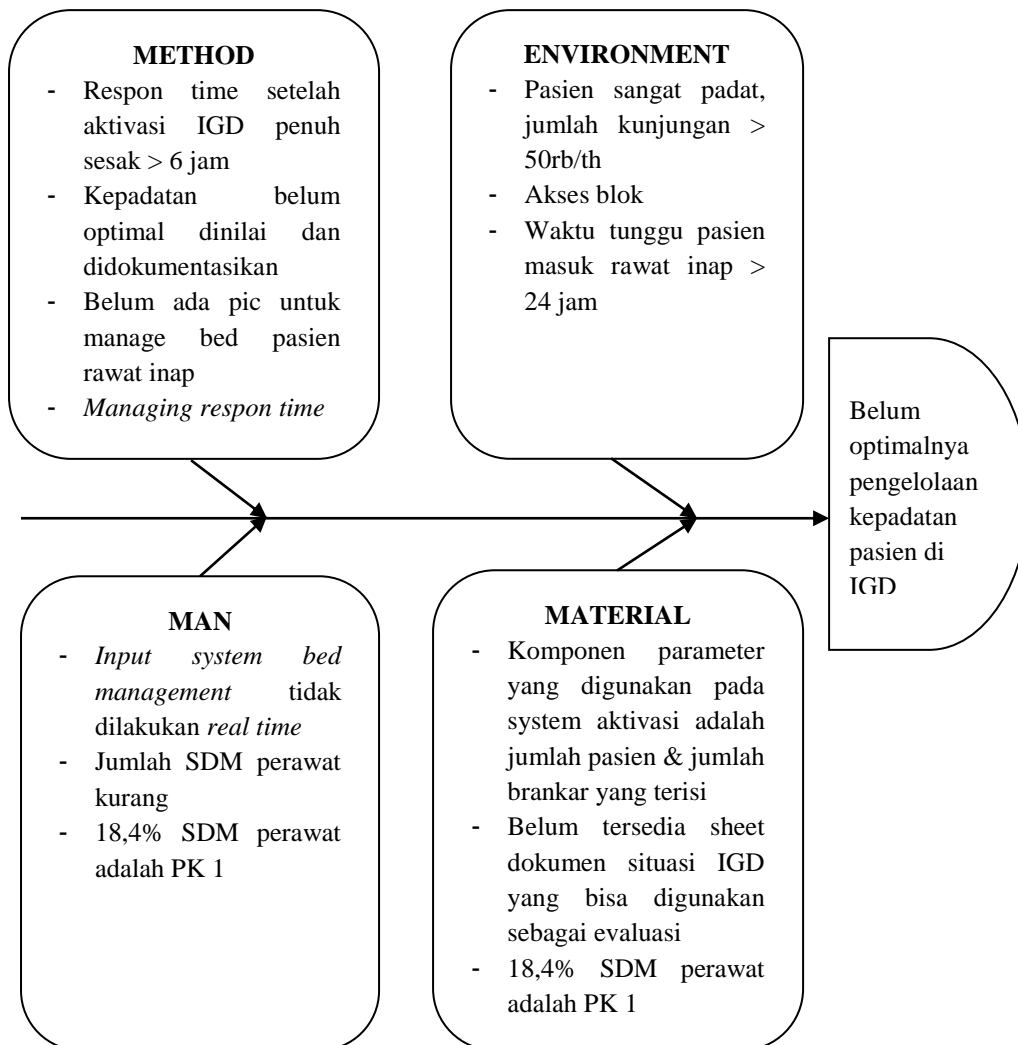 METHOD
- Respon time setelah
aktivasi IGD penuh
sesak > 6 jam
- Kepadatan belum
optimal dinilai dan
didokumentasikan
- Belum ada pic untuk
manage bed pasien
rawat inap
- Managing respon time
ENVIRONMENT
- Pasien sangat padat,
jumlah kunjungan >
50rb/th
- Akses blok
- Waktu tunggu pasien
masuk rawat inap >
24 jam
Belum
optimalnya
pengelolaan
kepadatan
pasien di
IGD
MAN
- Input system bed
management tidak
dilakukan real time
- Jumlah SDM perawat
kurang
- 18,4% SDM perawat
adalah PK 1
MATERIAL
- Komponen parameter
yang digunakan pada
system aktivasi adalah
jumlah pasien & jumlah
brankar yang terisi
- Belum tersedia sheet
dokumen situasi IGD
yang bisa digunakan
sebagai evaluasi
- 18,4% SDM perawat
adalah PK 1